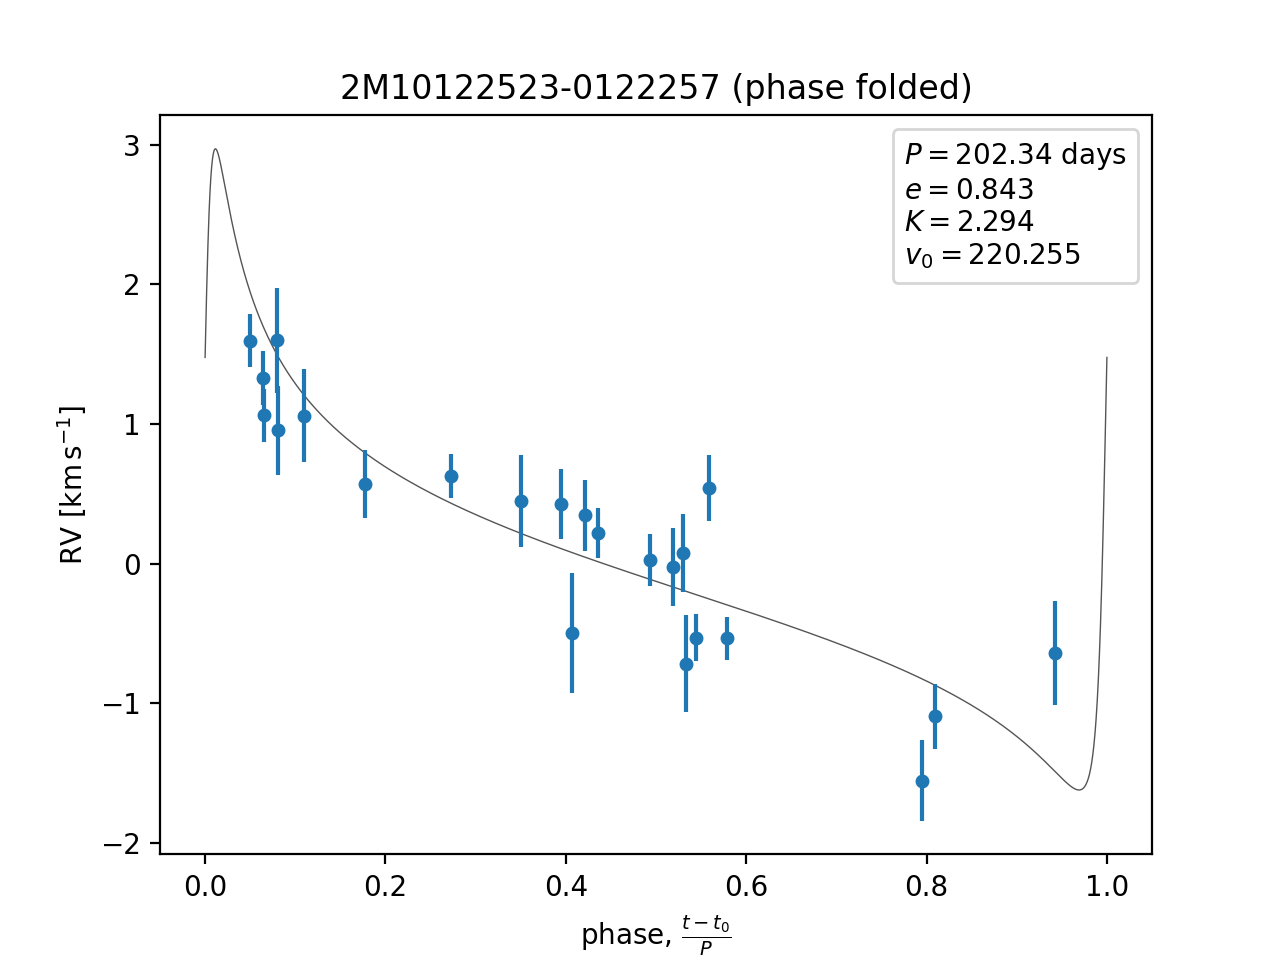 2M10122523-0122257 (phase folded)
P = 202.34 days
e = 0.843
K = 2.294
v₀ = 220.255
RV [km s⁻¹]
3
2
1
0
−1
−2
0.0 0.2 0.4 0.6 0.8 1.0
phase, (t − t₀)/P